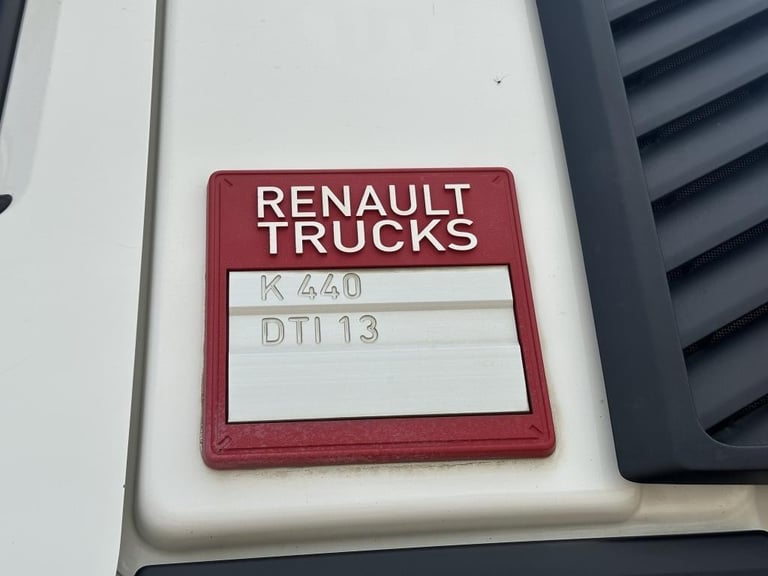 RENAULT
TRUCKS
K 440
DTI 13